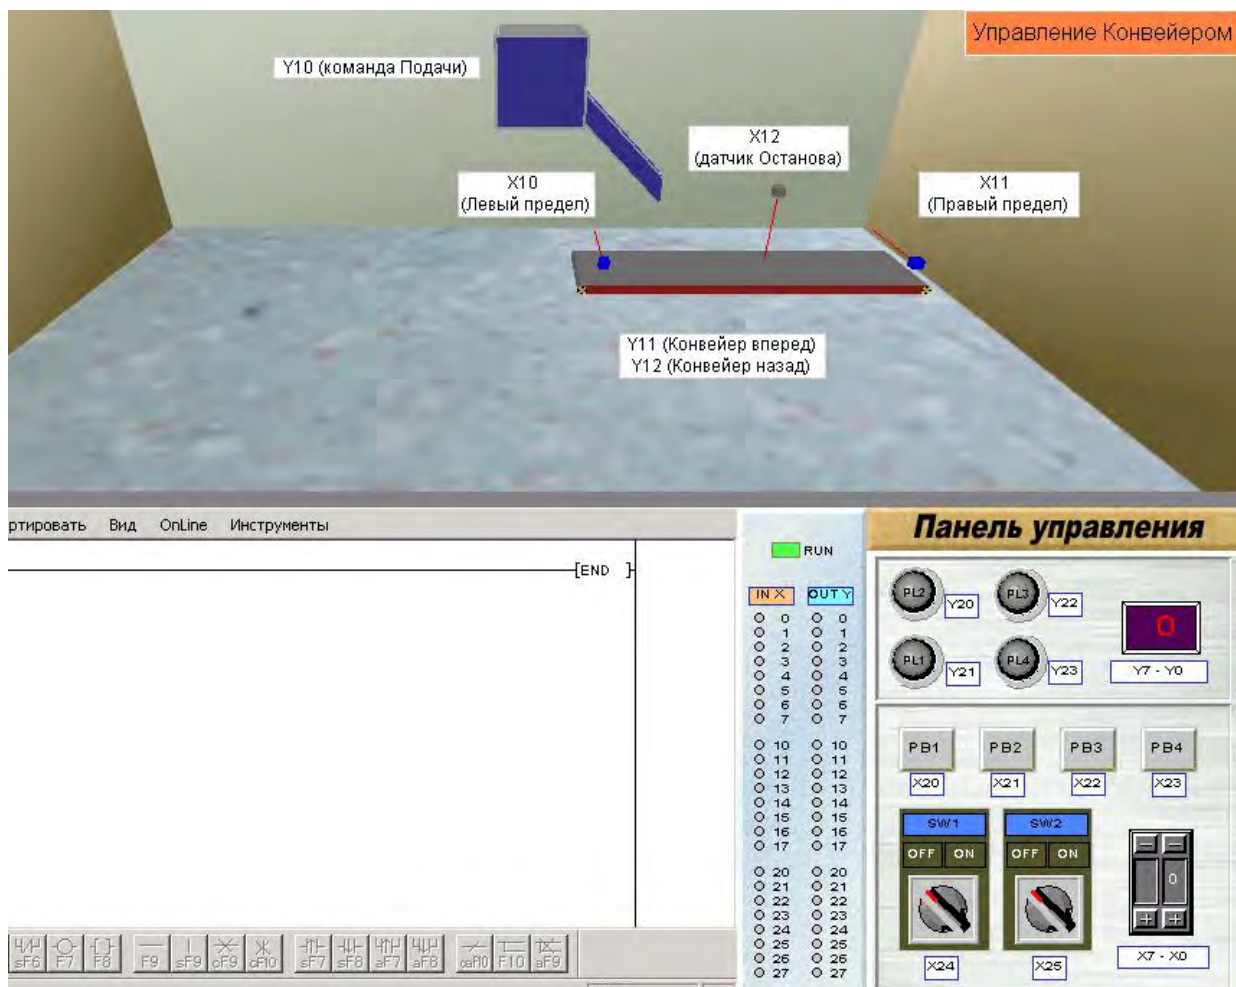 Управление Конвейером
Y10 (команда Подачи)
X12
(датчик Останова)
X10
(Левый предел)
X11
(Правый предел)
Y11 (Конвейер вперед)
Y12 (Конвейер назад)
ртировать Вид OnLine Инструменты
END
RUN
IN X OUT Y
0 0
1 1
2 2
3 3
4 4
5 5
6 6
7 7
10 10
11 11
12 12
13 13
14 14
15 15
16 16
17 17
20 20
21 21
22 22
23 23
24 24
25 25
26 26
27 27
Панель управления
PL2 Y20 PL3 Y22
PL1 Y21 PL4 Y23
0
Y7 - Y0
PB1 PB2 PB3 PB4
X20 X21 X22 X23
SW1 SW2
OFF ON OFF ON
0
X24 X25 X7 - X0
sF6 F7 F8 F9 sF9 cF9 cF10 sF7 sF8 aF7 aF8 caF10 F10 aF9